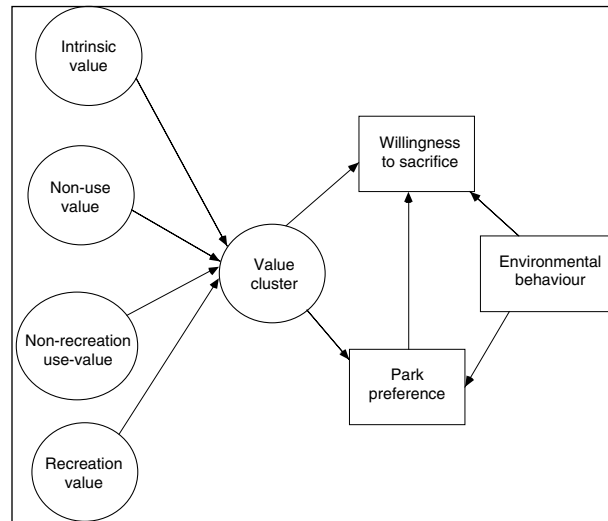 Intrinsic
value
Non-use
value
Non-recreation
use-value
Recreation
value
Value
cluster
Willingness
to sacrifice
Park
preference
Environmental
behaviour